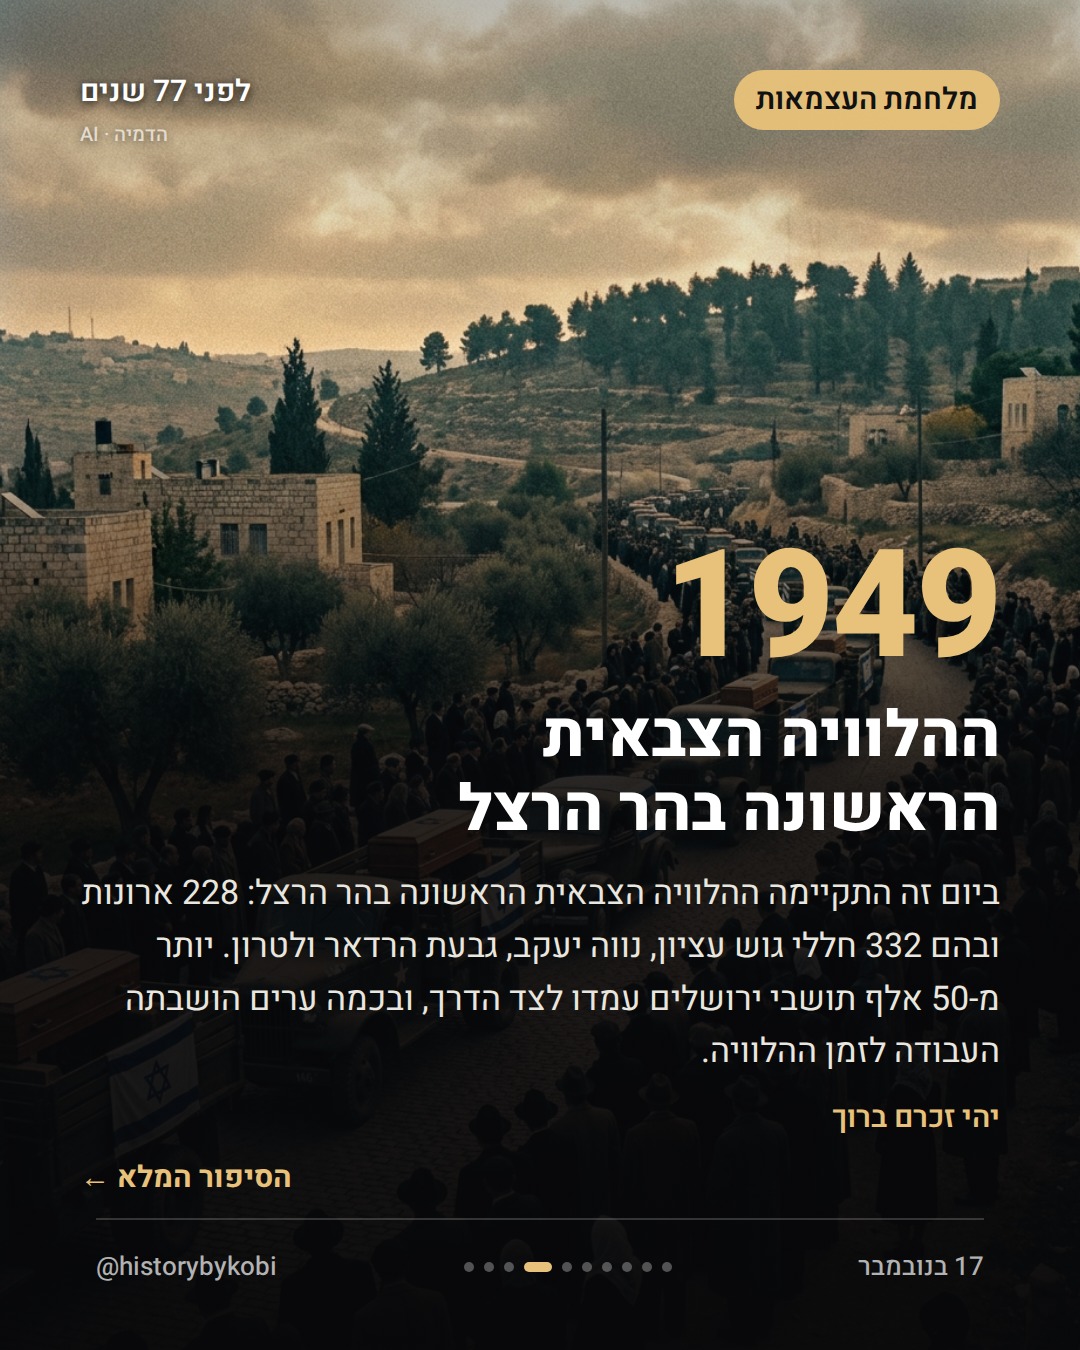 מלחמת העצמאות
לפני 77 שנים
הדמיה · AI
1949
ההלוויה הצבאית
הראשונה בהר הרצל
ביום זה התקיימה ההלוויה הצבאית הראשונה בהר הרצל: 228 ארונות
ובהם 332 חללי גוש עציון, נווה יעקב, גבעת הרדאר ולטרון. יותר
מ-50 אלף תושבי ירושלים עמדו לצד הדרך, ובכמה ערים הושבתה
העבודה לזמן ההלוויה.
יהי זכרם ברוך
הסיפור המלא ←
17 בנובמבר
@historybykobi